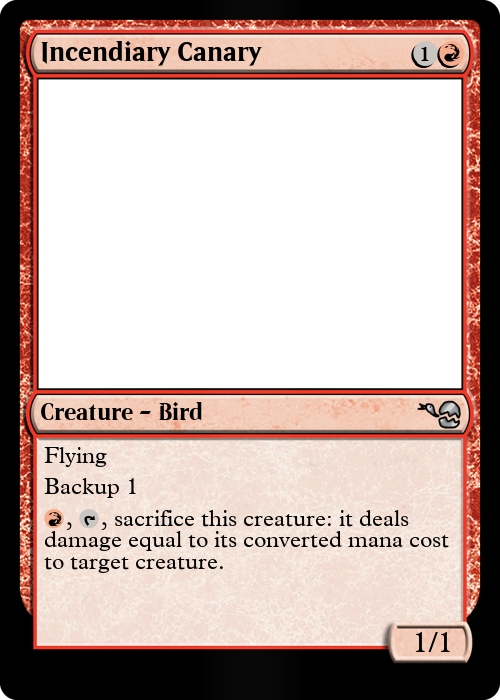 Incendiary Canary 1
Creature – Bird
Flying
Backup 1
, , sacrifice this creature: it deals
damage equal to its converted mana cost
to target creature.
1/1